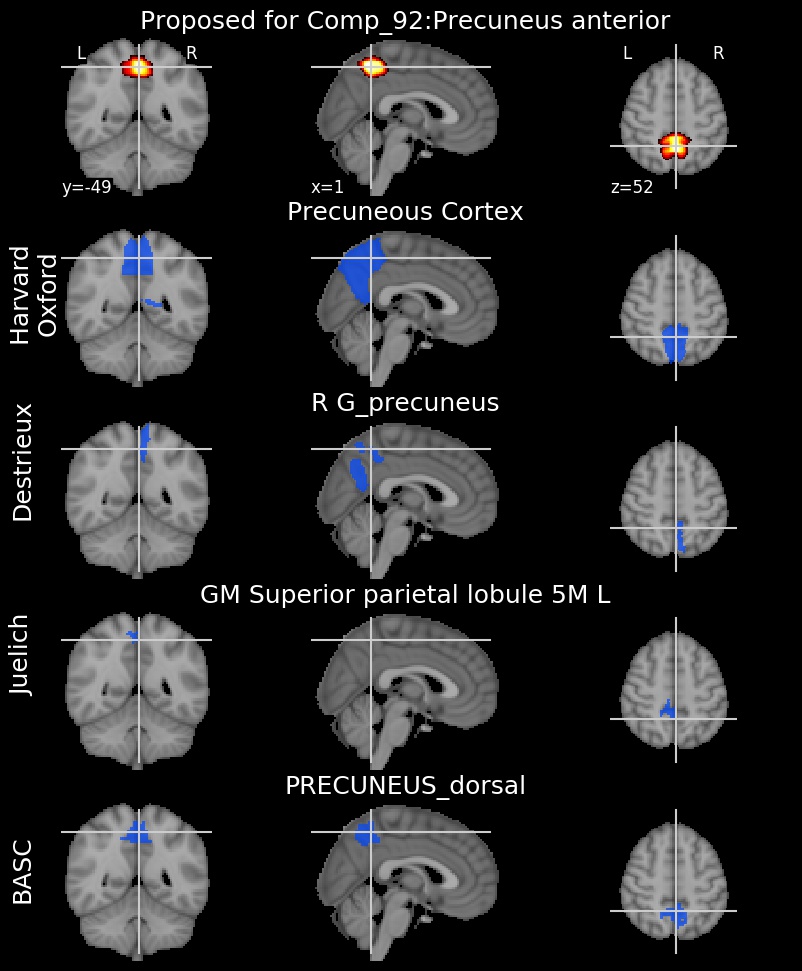 Proposed for Comp_92:Precuneus anterior
L R L R
y=-49 x=1 z=52
Precuneous Cortex
Harvard
Oxford
R G_precuneus
Destrieux
GM Superior parietal lobule 5M L
Juelich
PRECUNEUS_dorsal
BASC